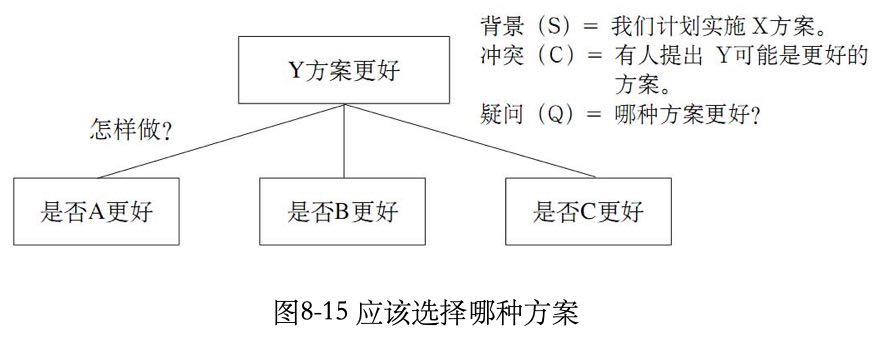 背景（S）= 我们计划实施 X方案。
冲突（C）= 有人提出 Y可能是更好的
方案。
疑问（Q）= 哪种方案更好？
Y方案更好
怎样做？
是否A更好
是否B更好
是否C更好
图8-15 应该选择哪种方案